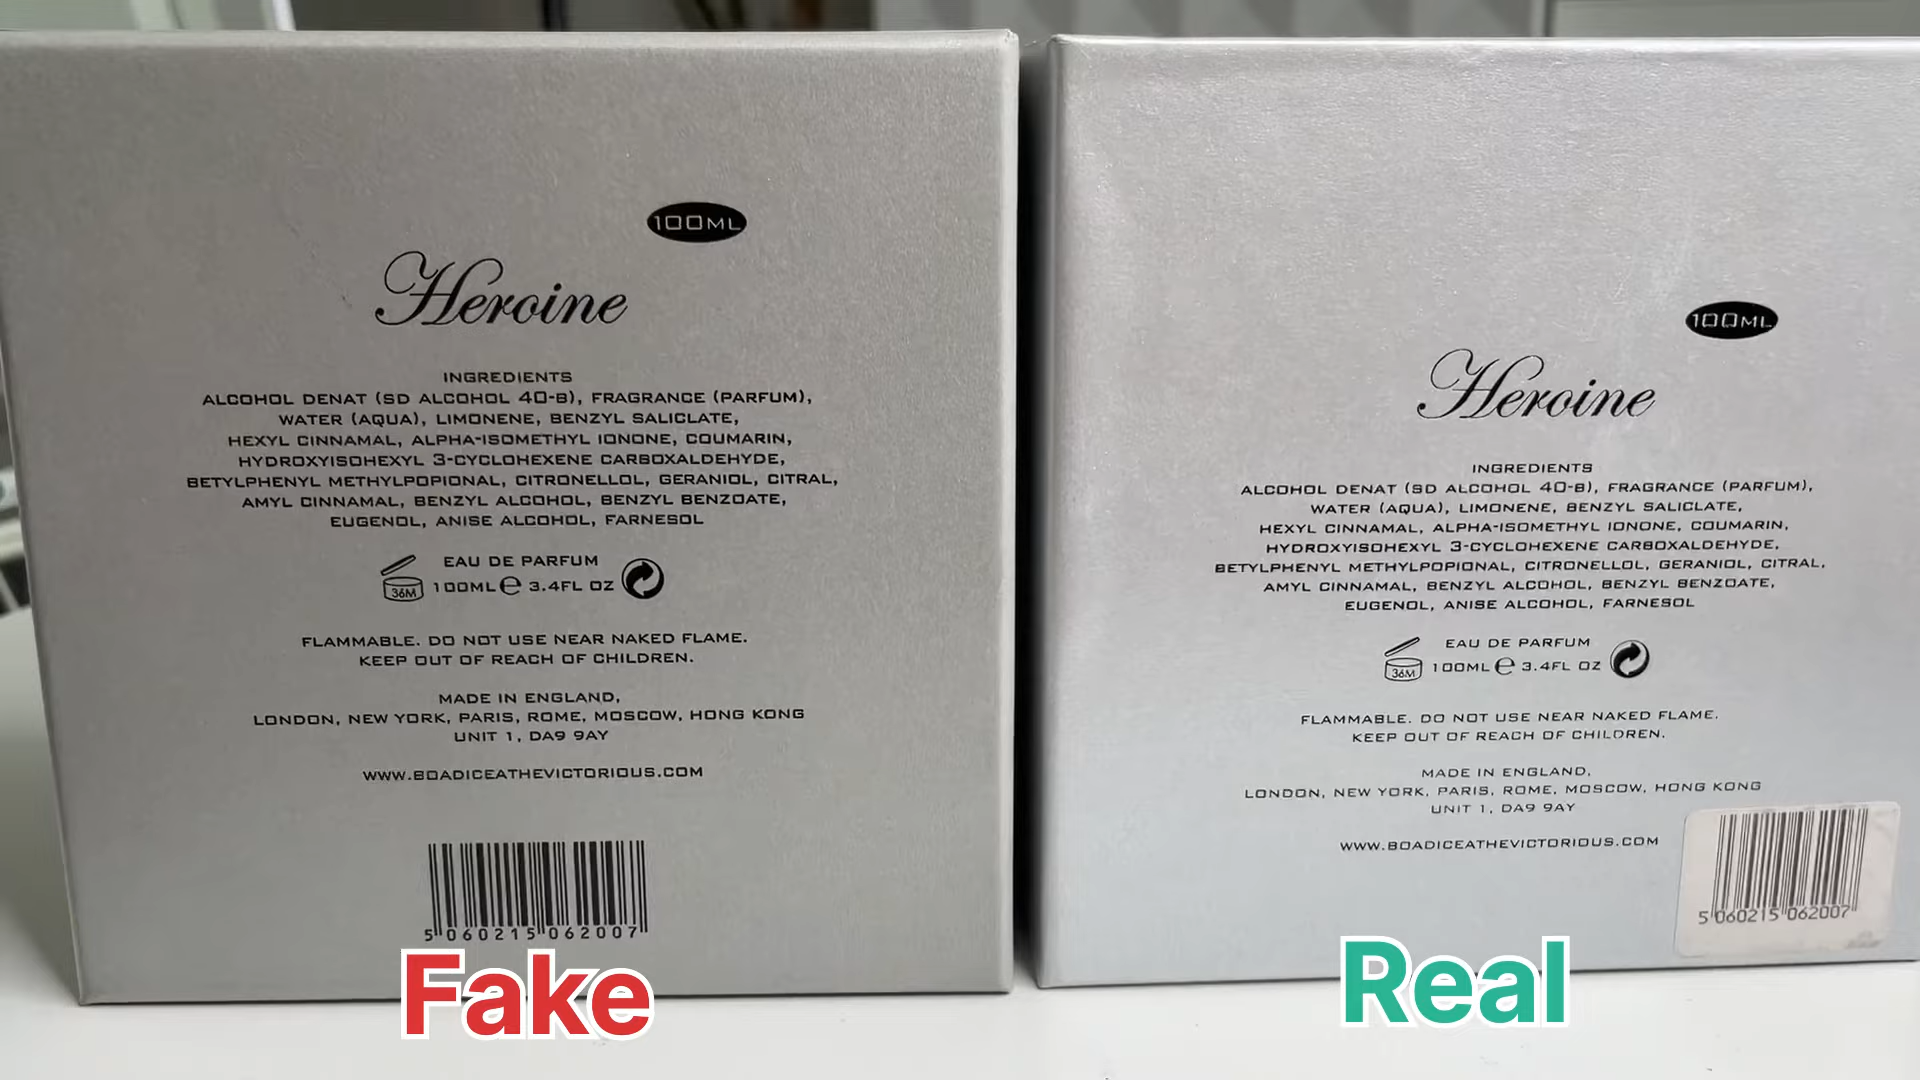 100ML
Heroine
INGREDIENTS
ALCOHOL DENAT (SD ALCOHOL 40-B), FRAGRANCE (PARFUM),
WATER (AQUA), LIMONENE, BENZYL SALICLATE,
HEXYL CINNAMAL, ALPHA-ISOMETHYL IONONE, COUMARIN,
HYDROXYISOHEXYL 3-CYCLOHEXENE CARBOXALDEHYDE,
BETYLPHENYL METHYLPOPIONAL, CITRONELLOL, GERANIOL, CITRAL,
AMYL CINNAMAL, BENZYL ALCOHOL, BENZYL BENZOATE,
EUGENOL, ANISE ALCOHOL, FARNESOL
EAU DE PARFUM
36M 100ML e 3.4FL OZ
FLAMMABLE. DO NOT USE NEAR NAKED FLAME.
KEEP OUT OF REACH OF CHILDREN.
MADE IN ENGLAND,
LONDON, NEW YORK, PARIS, ROME, MOSCOW, HONG KONG
UNIT 1, DA9 9AY
WWW.BOADICEATHEVICTORIOUS.COM
5 060215 062007
Fake
100ML
Heroine
INGREDIENTS
ALCOHOL DENAT (SD ALCOHOL 40-B), FRAGRANCE (PARFUM),
WATER (AQUA), LIMONENE, BENZYL SALICLATE,
HEXYL CINNAMAL, ALPHA-ISOMETHYL IONONE, COUMARIN,
HYDROXYISOHEXYL 3-CYCLOHEXENE CARBOXALDEHYDE,
BETYLPHENYL METHYLPOPIONAL, CITRONELLOL, GERANIOL, CITRAL,
AMYL CINNAMAL, BENZYL ALCOHOL, BENZYL BENZOATE,
EUGENOL, ANISE ALCOHOL, FARNESOL
EAU DE PARFUM
36M 100ML e 3.4FL OZ
FLAMMABLE. DO NOT USE NEAR NAKED FLAME.
KEEP OUT OF REACH OF CHILDREN.
MADE IN ENGLAND,
LONDON, NEW YORK, PARIS, ROME, MOSCOW, HONG KONG
UNIT 1, DA9 9AY
WWW.BOADICEATHEVICTORIOUS.COM
5 060215 062007
Real